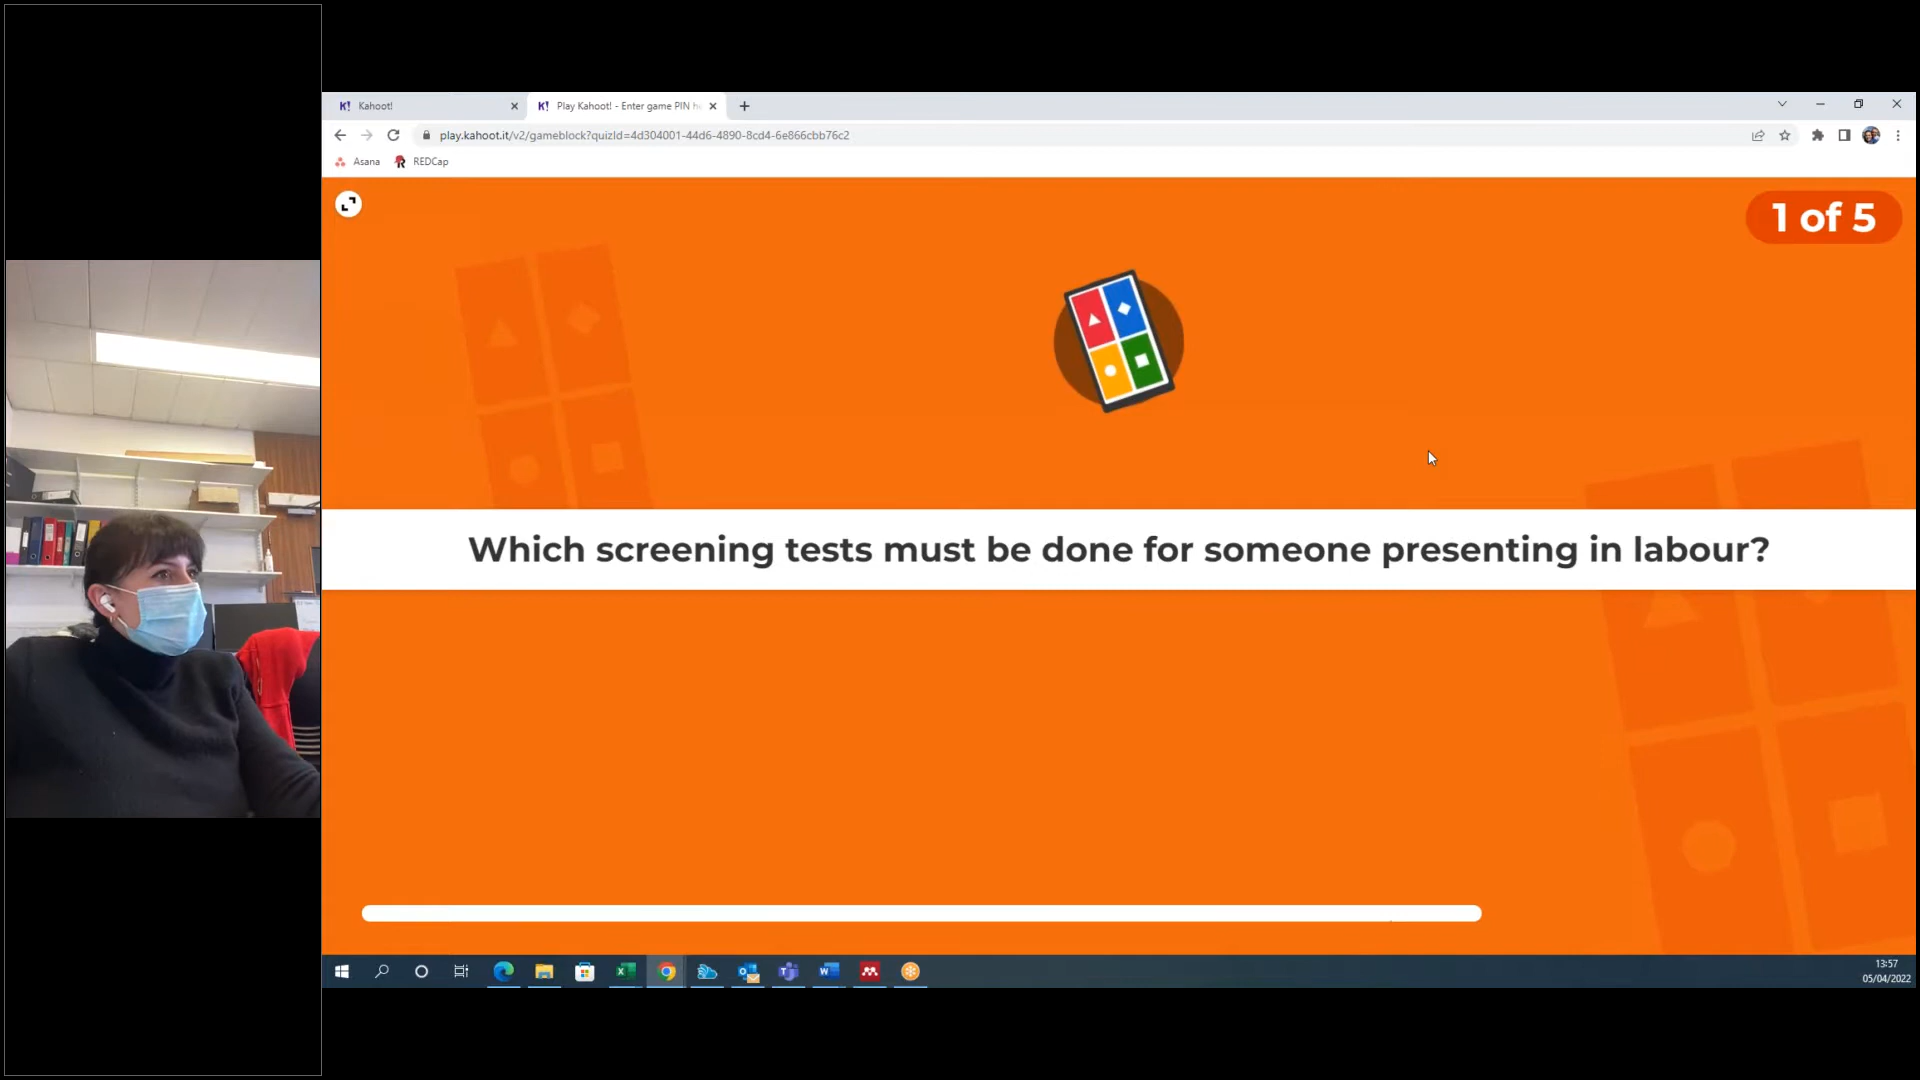 Kahoot!
Play Kahoot! - Enter game PIN h
play.kahoot.it/v2/gameblock?quizId=4d304001-44d6-4890-8cd4-6e866cbb76c2
Asana
REDCap
1 of 5
Which screening tests must be done for someone presenting in labour?
13:57
05/04/2022